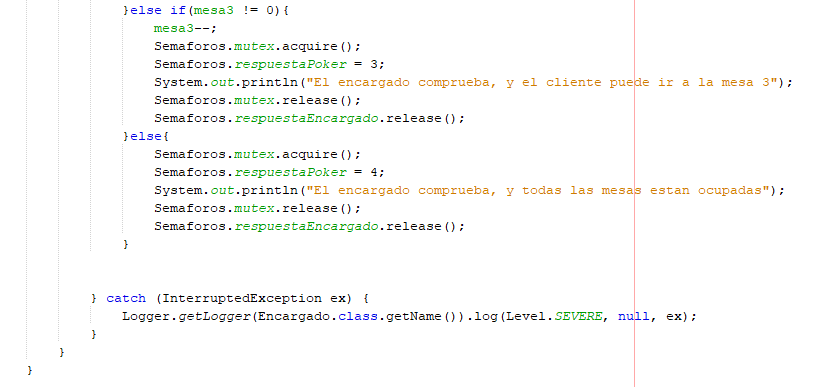 }else if(mesa3 != 0){
mesa3--;
Semaforos.mutex.acquire();
Semaforos.respuestaPoker = 3;
System.out.println("El encargado comprueba, y el cliente puede ir a la mesa 3");
Semaforos.mutex.release();
Semaforos.respuestaEncargado.release();
}else{
Semaforos.mutex.acquire();
Semaforos.respuestaPoker = 4;
System.out.println("El encargado comprueba, y todas las mesas estan ocupadas");
Semaforos.mutex.release();
Semaforos.respuestaEncargado.release();
}
} catch (InterruptedException ex) {
Logger.getLogger(Encargado.class.getName()).log(Level.SEVERE, null, ex);
}
}
}